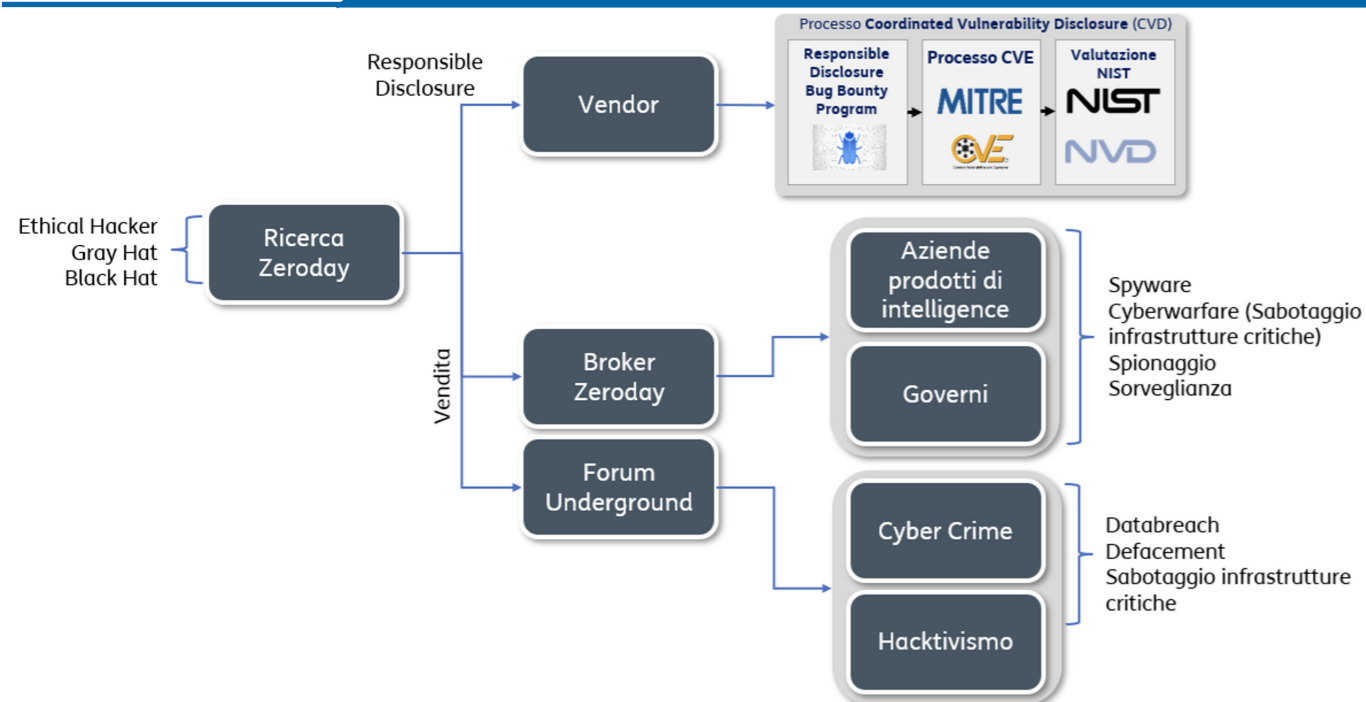 Processo Coordinated Vulnerability Disclosure (CVD)
Responsible
Disclosure
Bug Bounty
Program
Processo CVE
MITRE
CVE
Valutazione
NIST
NIST
NVD
Responsible
Disclosure
Vendor
Ethical Hacker
Gray Hat
Black Hat
Ricerca
Zeroday
Vendita
Broker
Zeroday
Forum
Underground
Aziende
prodotti di
intelligence
Governi
Spyware
Cyberwarfare (Sabotaggio
infrastrutture critiche)
Spionaggio
Sorveglianza
Cyber Crime
Hacktivismo
Databreach
Defacement
Sabotaggio infrastrutture
critiche